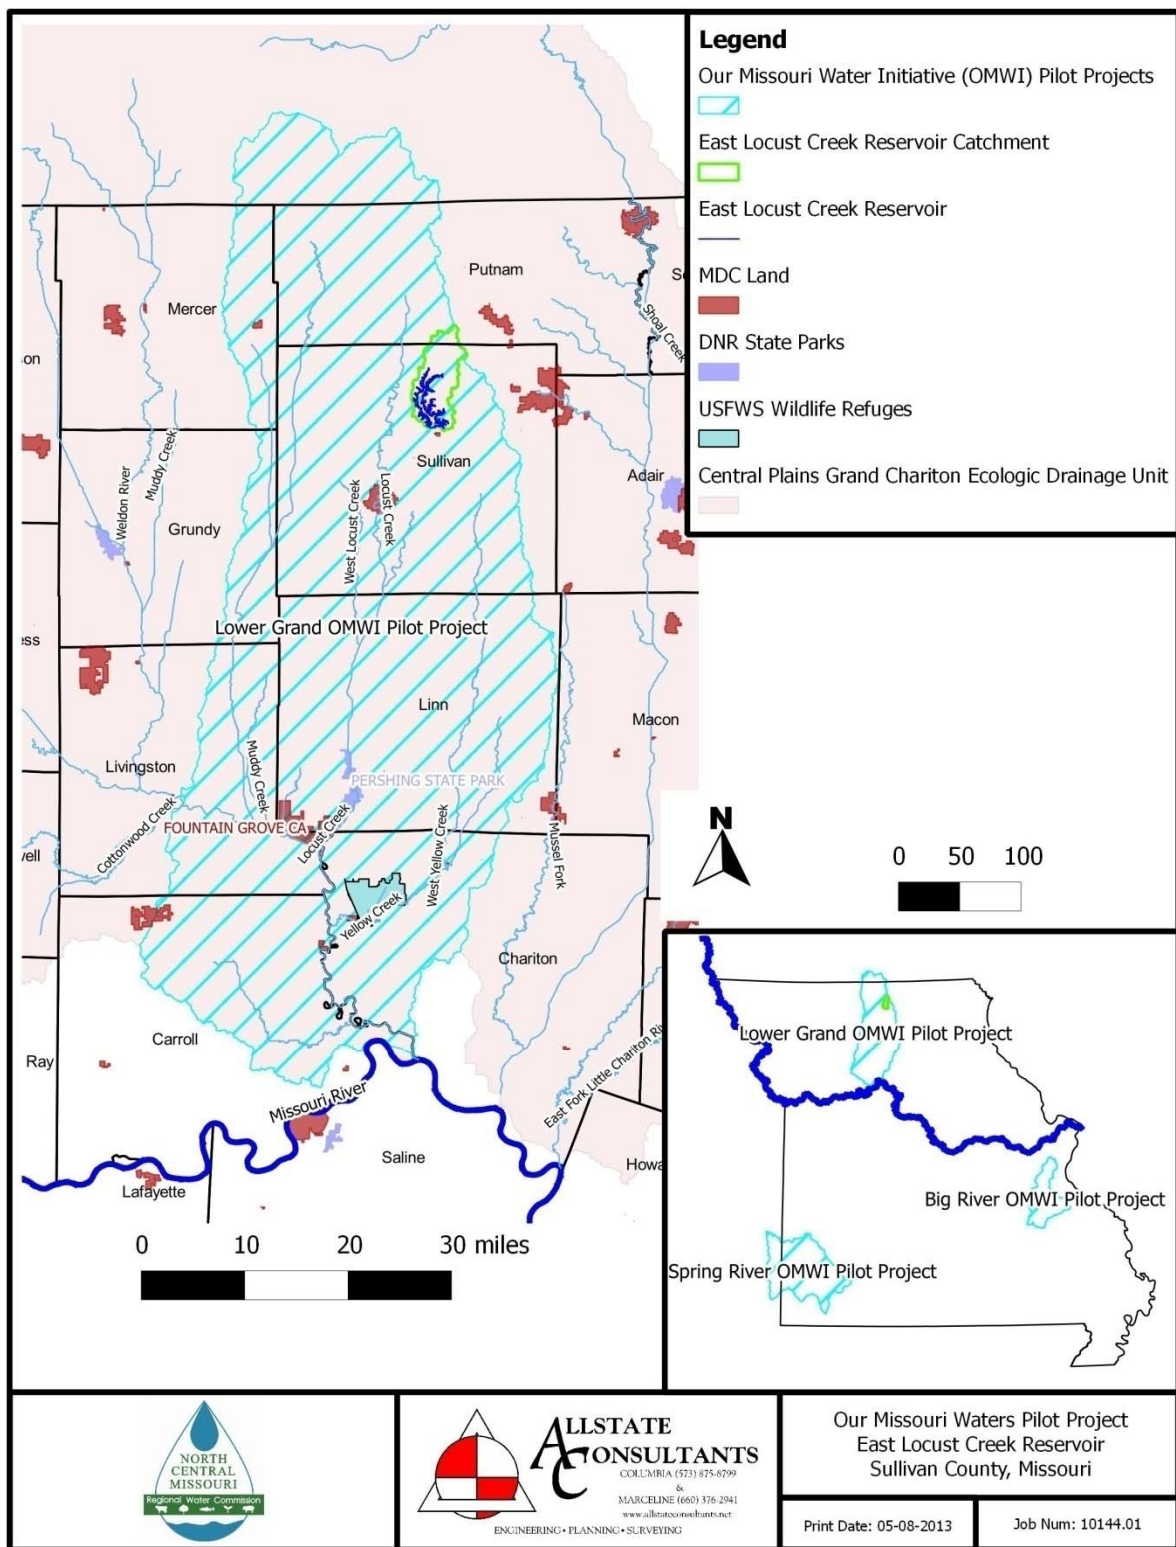 Legend
Our Missouri Water Initiative (OMWI) Pilot Projects
East Locust Creek Reservoir Catchment
East Locust Creek Reservoir
MDC Land
DNR State Parks
USFWS Wildlife Refuges
Central Plains Grand Chariton Ecologic Drainage Unit
Putnam
Mercer
Shoal Creek
Sullivan
Adair
Muddy Creek
Weldon River
Grundy
West Locust Creek
Locust Creek
Lower Grand OMWI Pilot Project
Linn
Macon
Livingston
Muddy Creek
PERSHING STATE PARK
FOUNTAIN GROVE CA
Locust Creek
Cottonwood Creek
West Yellow Creek
Mussel Fork
Yellow Creek
Chariton
Carroll
Ray
East Fork Little Chariton Ri
Missouri River
Saline
Howa
Lafayette
0 10 20 30 miles
N
0 50 100
Lower Grand OMWI Pilot Project
Big River OMWI Pilot Project
Spring River OMWI Pilot Project
NORTH
CENTRAL
MISSOURI
Regional Water Commission
ALLSTATE
CONSULTANTS
COLUMBIA (573) 875-8799
&
MARCELINE (660) 376-2941
www.allstateconsultants.net
ENGINEERING • PLANNING • SURVEYING
Our Missouri Waters Pilot Project
East Locust Creek Reservoir
Sullivan County, Missouri
Print Date: 05-08-2013
Job Num: 10144.01